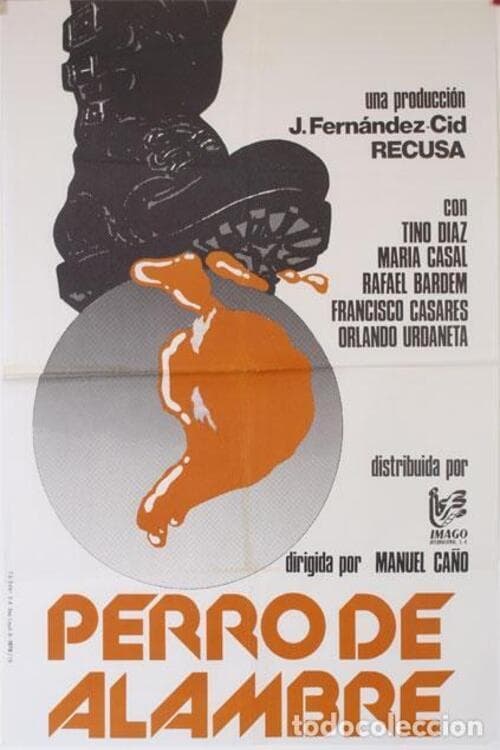 una producción
J. Fernández-Cid
RECUSA
con
TINO DIAZ
MARIA CASAL
RAFAEL BARDEM
FRANCISCO CASARES
ORLANDO URDANETA
distribuida por
IMAGO
dirigida por MANUEL CAÑO
PERRO DE
ALAMBRE
todocoleccion